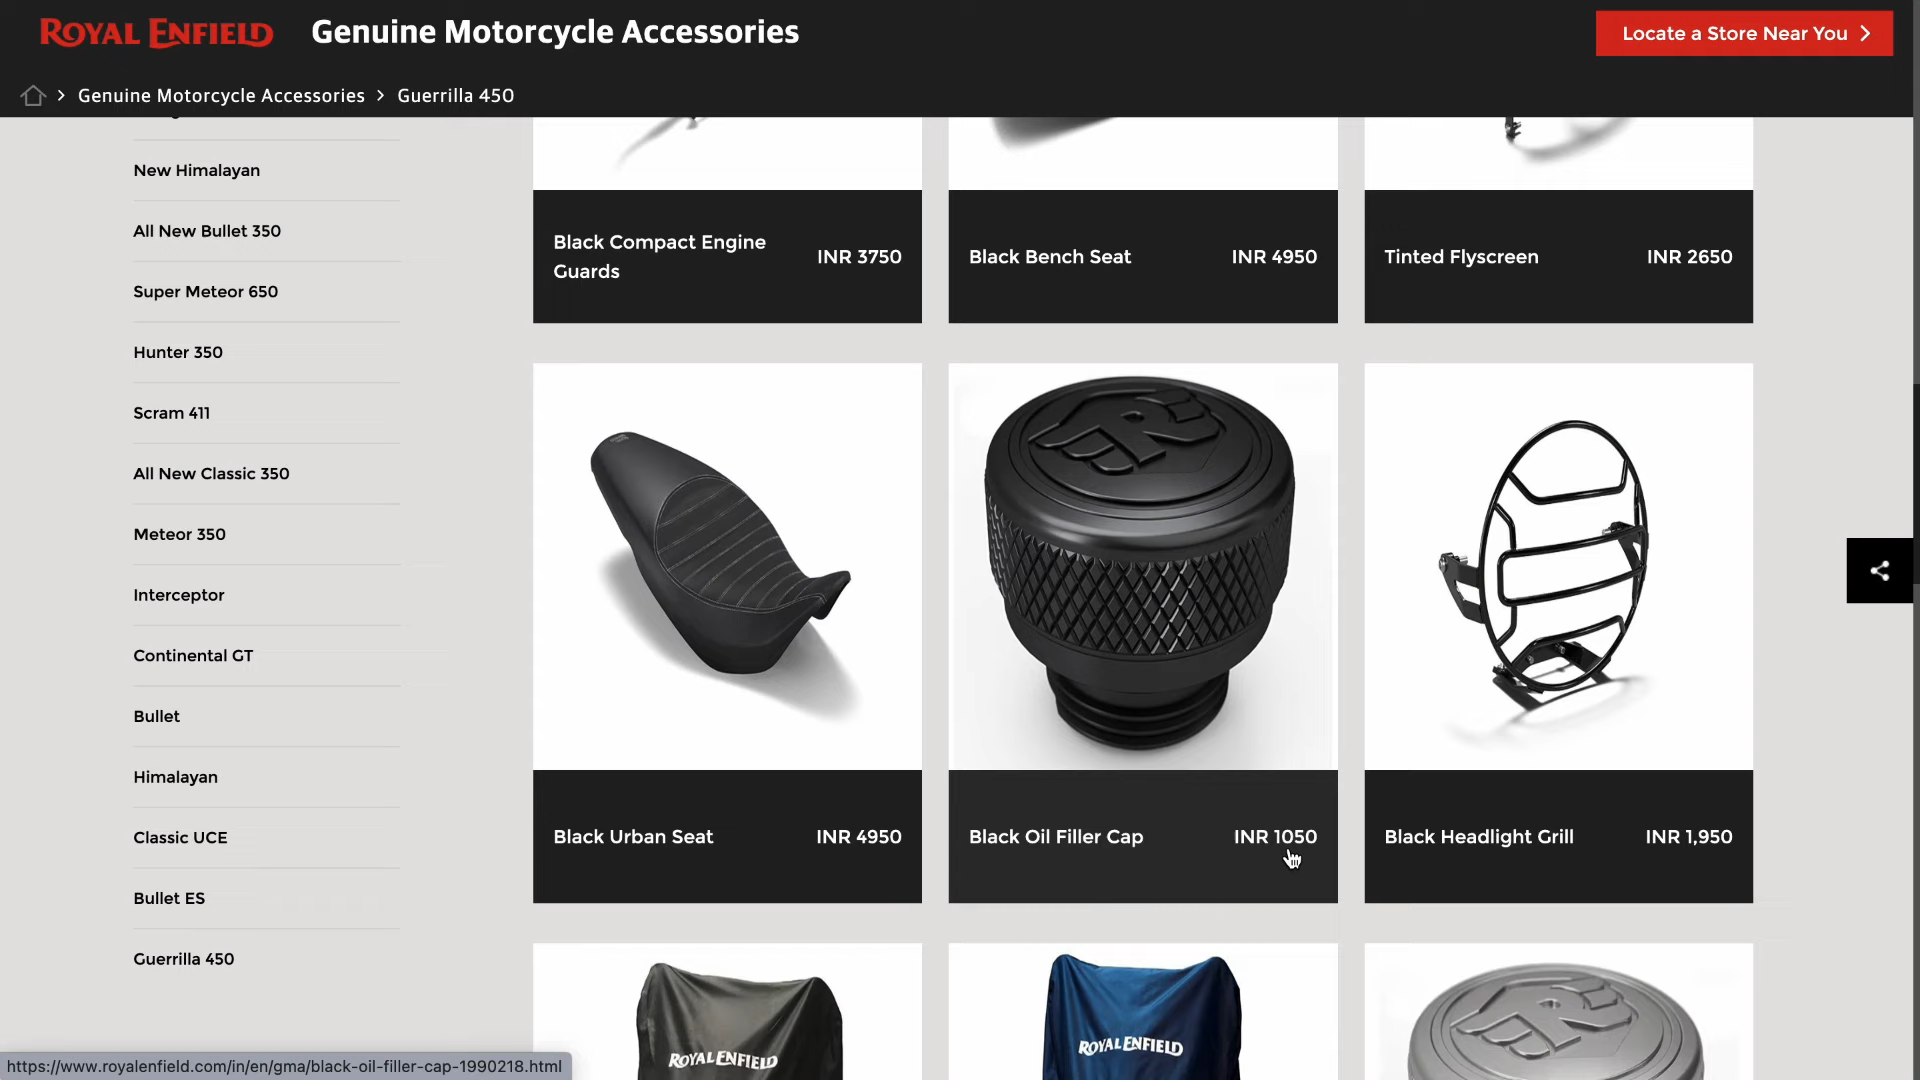 ROYAL ENFIELD
Genuine Motorcycle Accessories
Locate a Store Near You
Genuine Motorcycle Accessories > Guerrilla 450
New Himalayan
All New Bullet 350
Super Meteor 650
Hunter 350
Scram 411
All New Classic 350
Meteor 350
Interceptor
Continental GT
Bullet
Himalayan
Classic UCE
Bullet ES
Guerrilla 450
Black Compact Engine
Guards
INR 3750
Black Bench Seat
INR 4950
Tinted Flyscreen
INR 2650
Black Urban Seat
INR 4950
Black Oil Filler Cap
INR 1050
Black Headlight Grill
INR 1,950
ROYAL ENFIELD
ROYAL ENFIELD
https://www.royalenfield.com/in/en/gma/black-oil-filler-cap-1990218.html